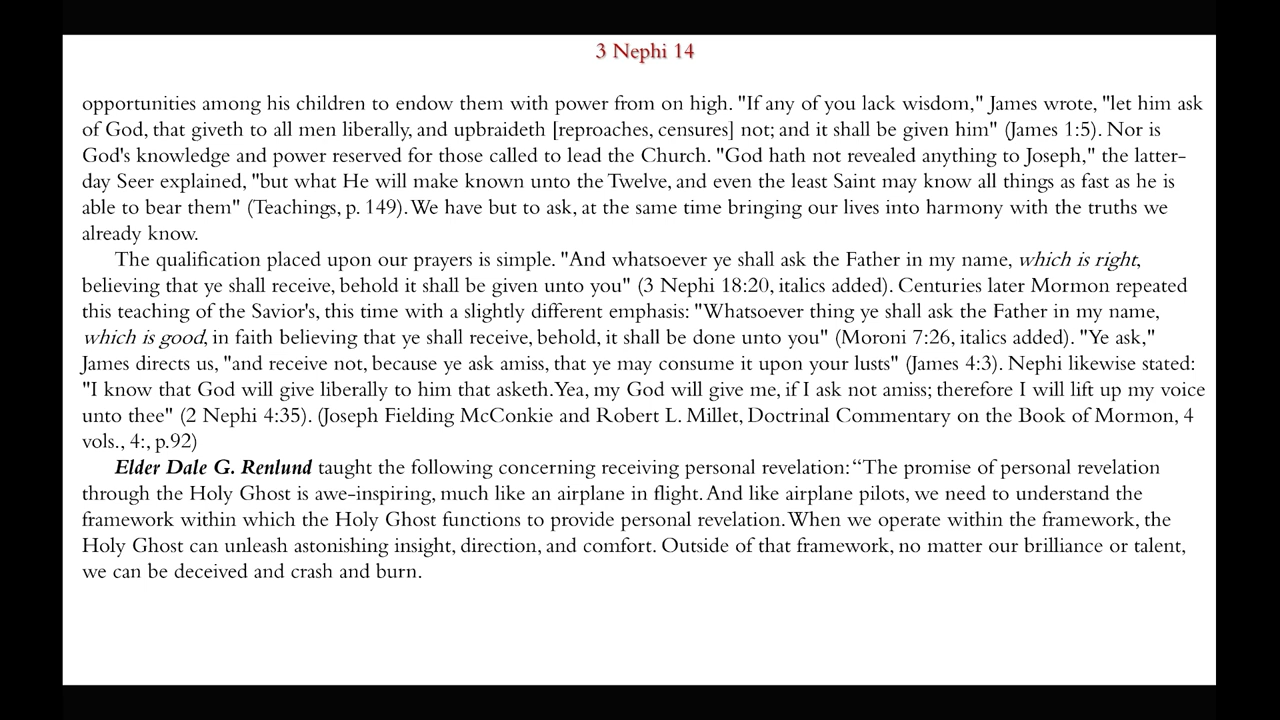 3 Nephi 14
opportunities among his children to endow them with power from on high. "If any of you lack wisdom," James wrote, "let him ask
of God, that giveth to all men liberally, and upbraideth [reproaches, censures] not; and it shall be given him" (James 1:5). Nor is
God's knowledge and power reserved for those called to lead the Church. "God hath not revealed anything to Joseph," the latter-
day Seer explained, "but what He will make known unto the Twelve, and even the least Saint may know all things as fast as he is
able to bear them" (Teachings, p. 149). We have but to ask, at the same time bringing our lives into harmony with the truths we
already know.
The qualification placed upon our prayers is simple. "And whatsoever ye shall ask the Father in my name, which is right,
believing that ye shall receive, behold it shall be given unto you" (3 Nephi 18:20, italics added). Centuries later Mormon repeated
this teaching of the Savior's, this time with a slightly different emphasis: "Whatsoever thing ye shall ask the Father in my name,
which is good, in faith believing that ye shall receive, behold, it shall be done unto you" (Moroni 7:26, italics added). "Ye ask,"
James directs us, "and receive not, because ye ask amiss, that ye may consume it upon your lusts" (James 4:3). Nephi likewise stated:
"I know that God will give liberally to him that asketh. Yea, my God will give me, if I ask not amiss; therefore I will lift up my voice
unto thee" (2 Nephi 4:35). (Joseph Fielding McConkie and Robert L. Millet, Doctrinal Commentary on the Book of Mormon, 4
vols., 4:, p.92)
Elder Dale G. Renlund taught the following concerning receiving personal revelation: “The promise of personal revelation
through the Holy Ghost is awe-inspiring, much like an airplane in flight. And like airplane pilots, we need to understand the
framework within which the Holy Ghost functions to provide personal revelation. When we operate within the framework, the
Holy Ghost can unleash astonishing insight, direction, and comfort. Outside of that framework, no matter our brilliance or talent,
we can be deceived and crash and burn.